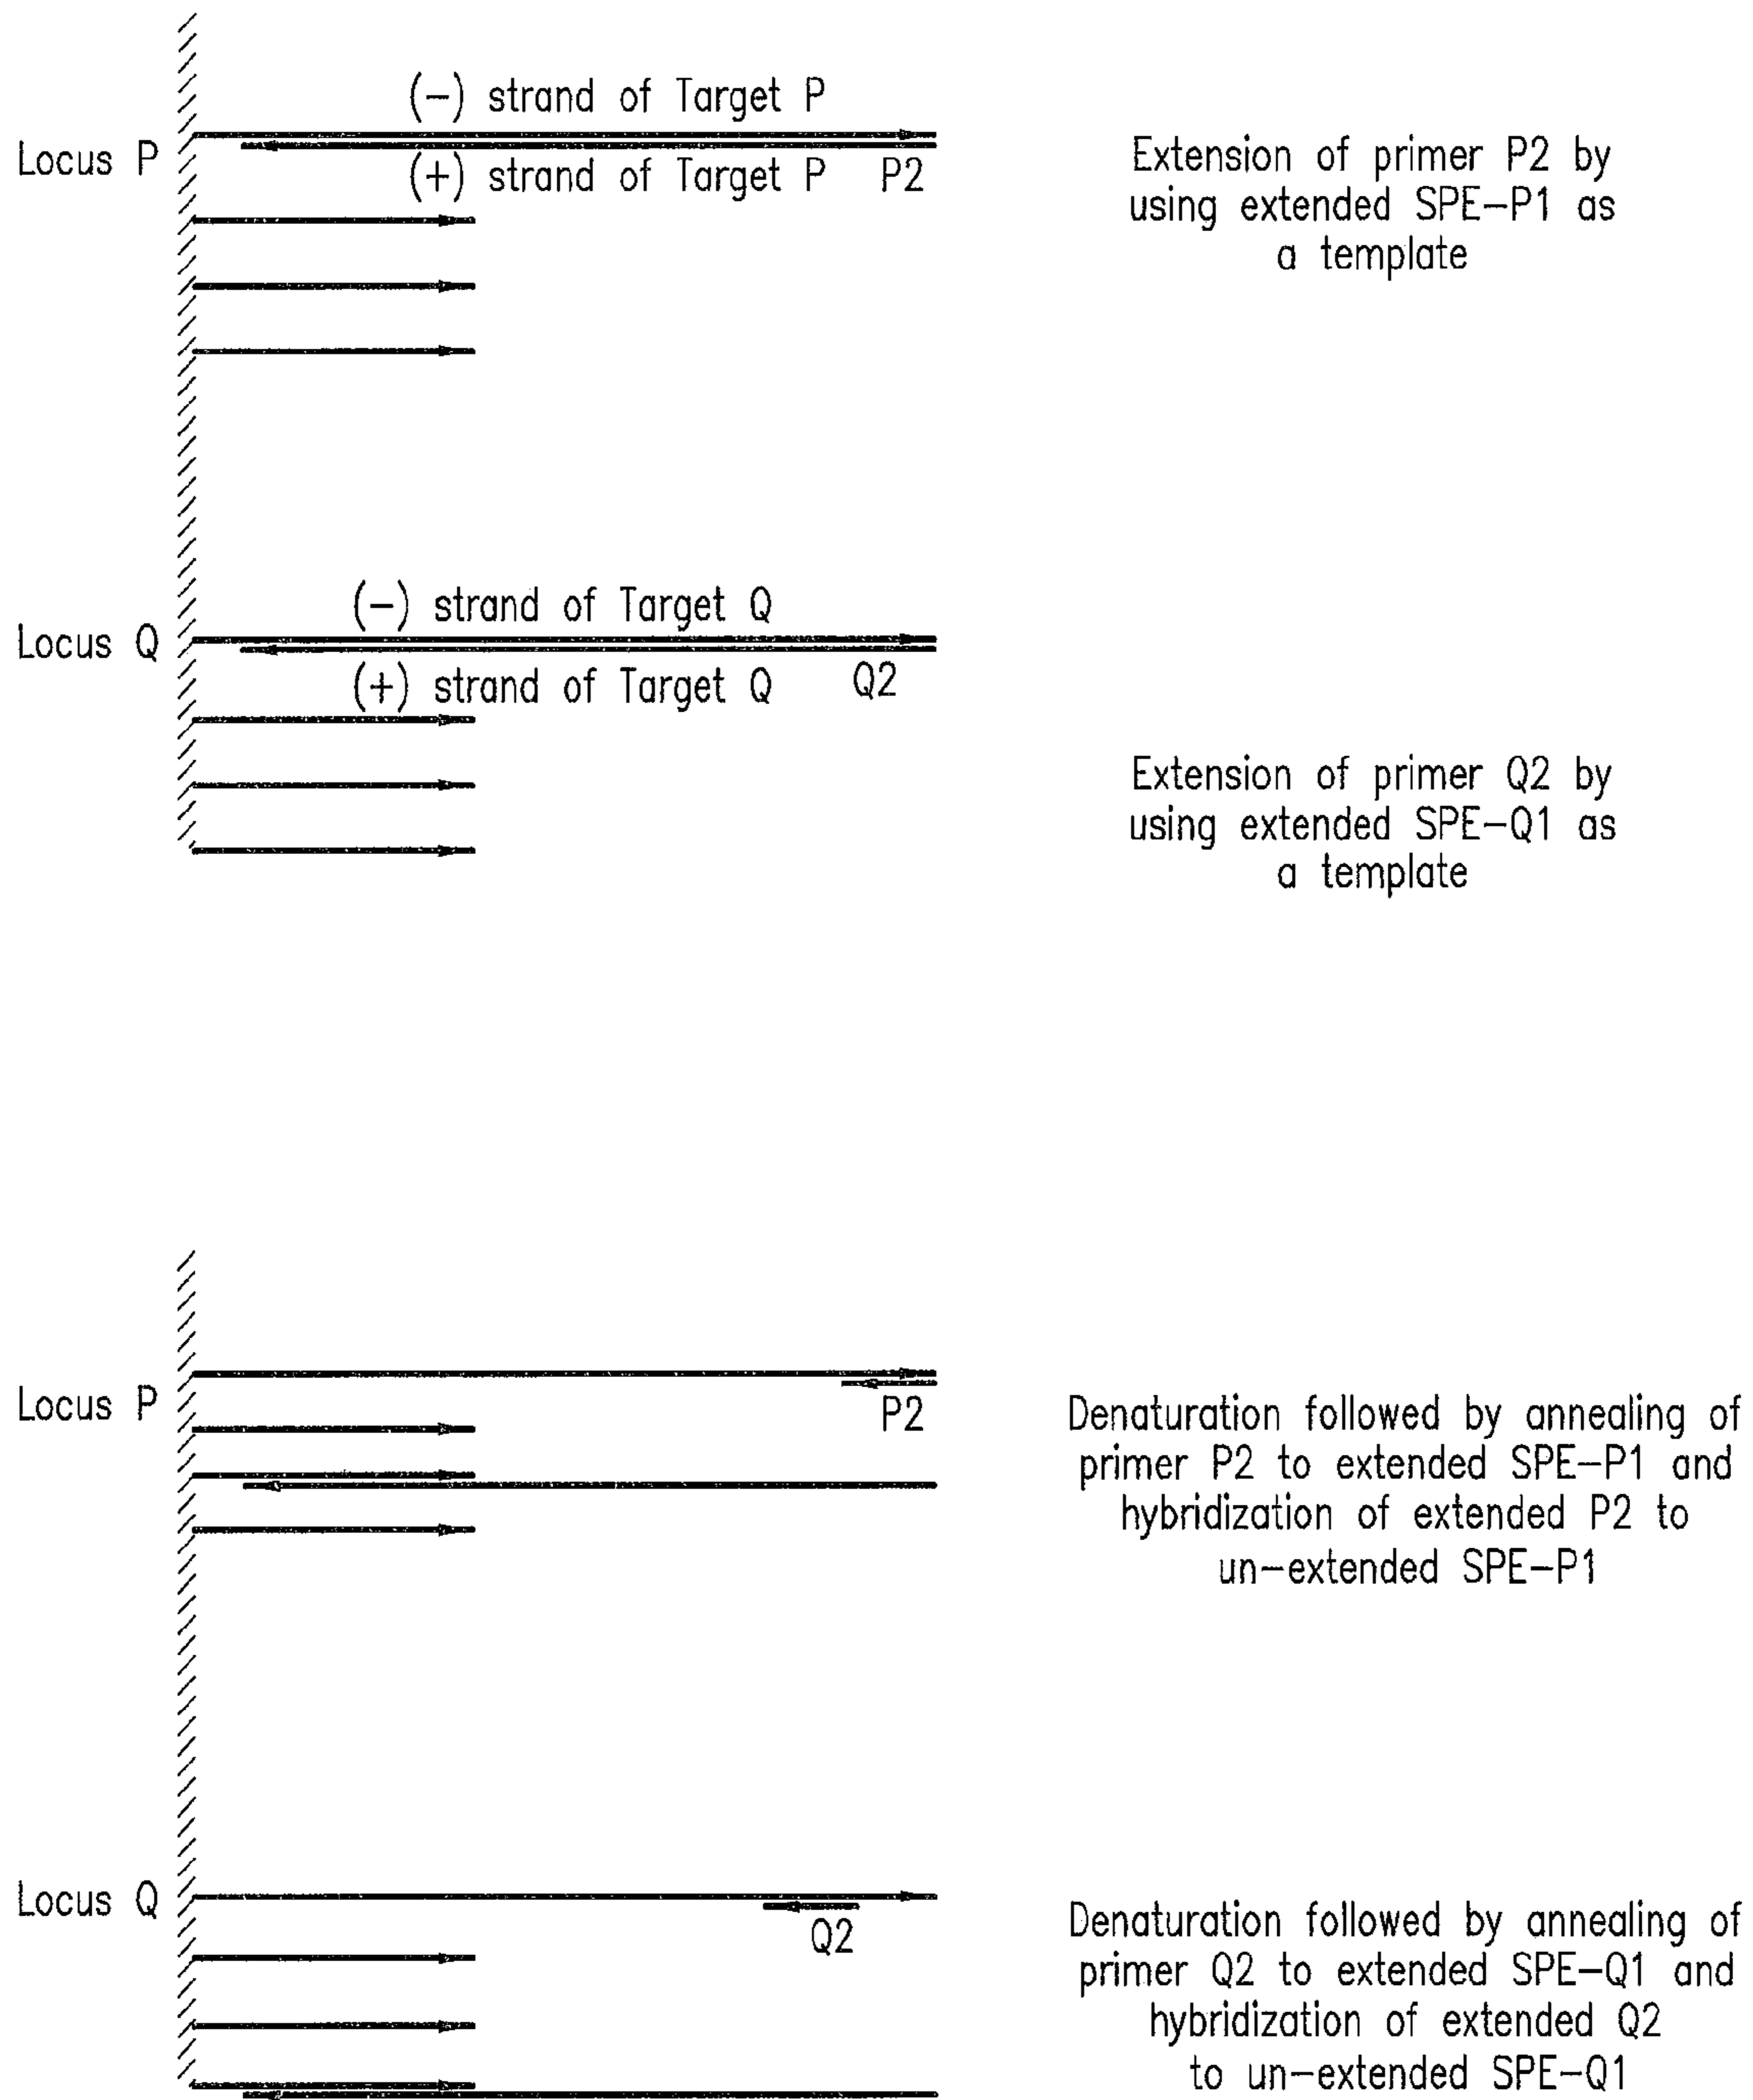 (-) strand of Target P
Locus P
(+) strand of Target P P2
Extension of primer P2 by
using extended SPE-P1 as
a template
(-) strand of Target Q
Locus Q
(+) strand of Target Q Q2
Extension of primer Q2 by
using extended SPE-Q1 as
a template
Locus P
P2
Denaturation followed by annealing of
primer P2 to extended SPE-P1 and
hybridization of extended P2 to
un-extended SPE-P1
Locus Q
Q2
Denaturation followed by annealing of
primer Q2 to extended SPE-Q1 and
hybridization of extended Q2
to un-extended SPE-Q1